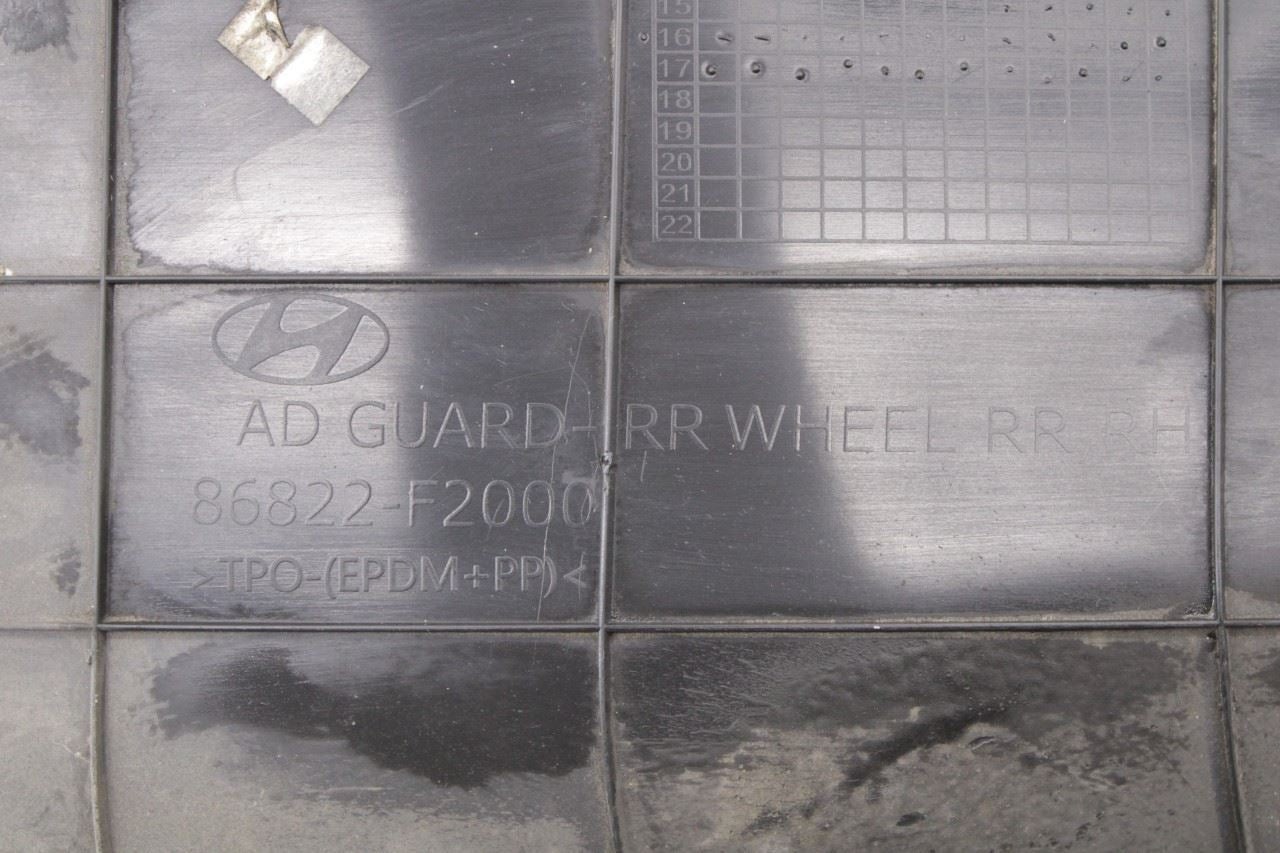 15
16
17
18
19
20
21
22
AD GUARD-RR WHEEL RR RH
86822-F2000
>TPO-(EPDM+PP)<